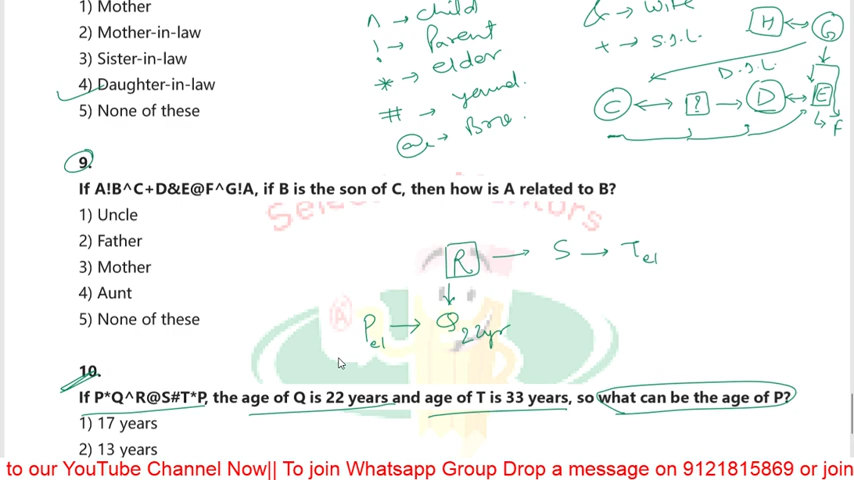 1) Mother
2) Mother-in-law
3) Sister-in-law
4) Daughter-in-law
5) None of these
^ → child
! → Parent
* → elder
# →
@ →
& → wife
+ → S.I.L.
H ↔ G
D.I.L.
C ↔ ? → D ↔ E
F
9.
If A!B^C+D&E@F^G!A, if B is the son of C, then how is A related to B?
1) Uncle
2) Father
3) Mother
4) Aunt
5) None of these
R → S → T el
P el → Q 22yr
10.
If P*Q^R@S#T*P, the age of Q is 22 years and age of T is 33 years, so what can be the age of P?
1) 17 years
2) 13 years
to our YouTube Channel Now|| To join Whatsapp Group Drop a message on 9121815869 or join